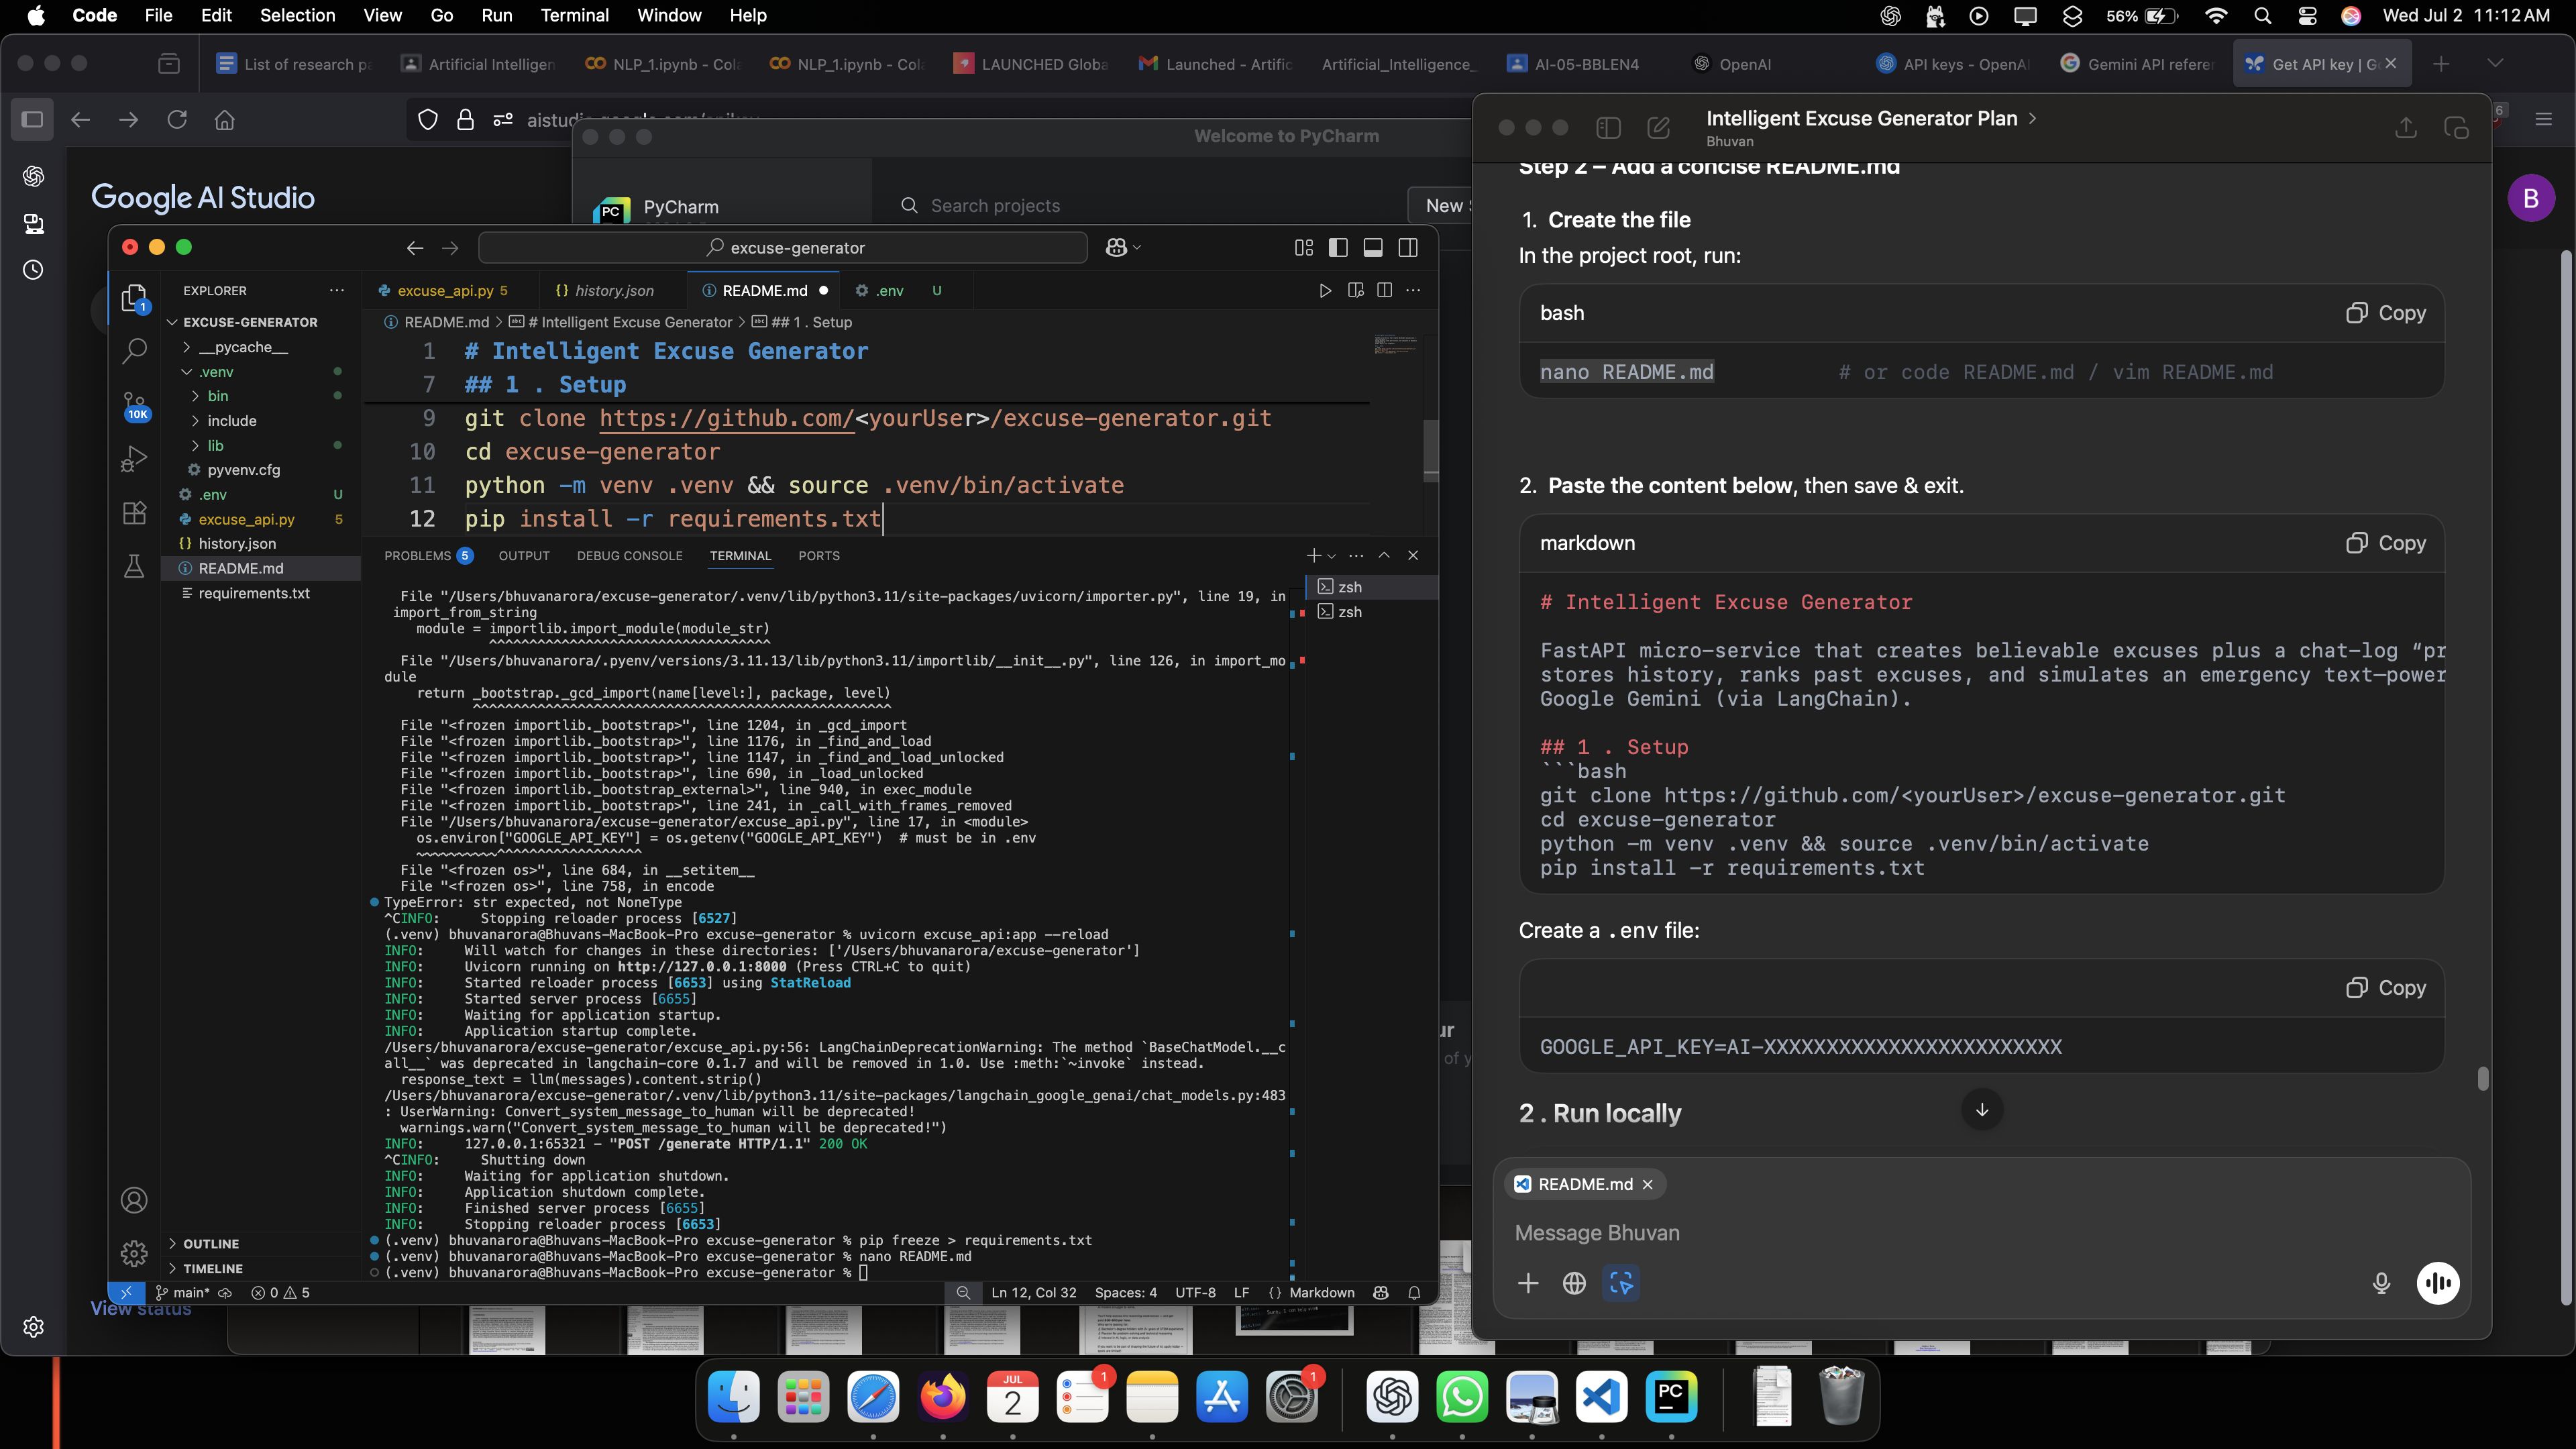 Code File Edit Selection View Go Run Terminal Window Help
56% Wed Jul 2 11:12 AM
List of research pa
Artificial Intelligen
NLP_1.ipynb - Cola
NLP_1.ipynb - Cola
LAUNCHED Globa
Launched - Artific
Artificial_Intelligence_
AI-05-BBLEN4
OpenAI
API keys - OpenAI
Gemini API referen
Get API key | G
Google AI Studio
View status
B
Welcome to PyCharm
PyCharm
Search projects
excuse-generator
EXPLORER
EXCUSE-GENERATOR
__pycache__
.venv
bin
include
lib
pyvenv.cfg
.env U
excuse_api.py 5
history.json
README.md
requirements.txt
OUTLINE
TIMELINE
1
10K
excuse_api.py 5
history.json
README.md
.env U
README.md > # Intelligent Excuse Generator > ## 1 . Setup
1 # Intelligent Excuse Generator
7 ## 1 . Setup
9 git clone https://github.com/<yourUser>/excuse-generator.git
10 cd excuse-generator
11 python -m venv .venv && source .venv/bin/activate
12 pip install -r requirements.txt
PROBLEMS 5 OUTPUT DEBUG CONSOLE TERMINAL PORTS
zsh
zsh
File "/Users/bhuvanarora/excuse-generator/.venv/lib/python3.11/site-packages/uvicorn/importer.py", line 19, in
import_from_string
module = importlib.import_module(module_str)
^^^^^^^^^^^^^^^^^^^^^^^^^^^^^^^^^^^
File "/Users/bhuvanarora/.pyenv/versions/3.11.13/lib/python3.11/importlib/__init__.py", line 126, in import_mo
dule
return _bootstrap._gcd_import(name[level:], package, level)
^^^^^^^^^^^^^^^^^^^^^^^^^^^^^^^^^^^^^^^^^^^^^^^^^^^^
File "<frozen importlib._bootstrap>", line 1204, in _gcd_import
File "<frozen importlib._bootstrap>", line 1176, in _find_and_load
File "<frozen importlib._bootstrap>", line 1147, in _find_and_load_unlocked
File "<frozen importlib._bootstrap>", line 690, in _load_unlocked
File "<frozen importlib._bootstrap_external>", line 940, in exec_module
File "<frozen importlib._bootstrap>", line 241, in _call_with_frames_removed
File "/Users/bhuvanarora/excuse-generator/excuse_api.py", line 17, in <module>
os.environ["GOOGLE_API_KEY"] = os.getenv("GOOGLE_API_KEY")  # must be in .env
~~~~~~~~~~^^^^^^^^^^^^^^^^^^
File "<frozen os>", line 684, in __setitem__
File "<frozen os>", line 758, in encode
TypeError: str expected, not NoneType
^CINFO: Stopping reloader process [6527]
(.venv) bhuvanarora@Bhuvans-MacBook-Pro excuse-generator % uvicorn excuse_api:app --reload
INFO: Will watch for changes in these directories: ['/Users/bhuvanarora/excuse-generator']
INFO: Uvicorn running on http://127.0.0.1:8000 (Press CTRL+C to quit)
INFO: Started reloader process [6653] using StatReload
INFO: Started server process [6655]
INFO: Waiting for application startup.
INFO: Application startup complete.
/Users/bhuvanarora/excuse-generator/excuse_api.py:56: LangChainDeprecationWarning: The method `BaseChatModel.__c
all__` was deprecated in langchain-core 0.1.7 and will be removed in 1.0. Use :meth:`~invoke` instead.
response_text = llm(messages).content.strip()
/Users/bhuvanarora/excuse-generator/.venv/lib/python3.11/site-packages/langchain_google_genai/chat_models.py:483
: UserWarning: Convert_system_message_to_human will be deprecated!
warnings.warn("Convert_system_message_to_human will be deprecated!")
INFO: 127.0.0.1:65321 - "POST /generate HTTP/1.1" 200 OK
^CINFO: Shutting down
INFO: Waiting for application shutdown.
INFO: Application shutdown complete.
INFO: Finished server process [6655]
INFO: Stopping reloader process [6653]
(.venv) bhuvanarora@Bhuvans-MacBook-Pro excuse-generator % pip freeze > requirements.txt
(.venv) bhuvanarora@Bhuvans-MacBook-Pro excuse-generator % nano README.md
(.venv) bhuvanarora@Bhuvans-MacBook-Pro excuse-generator %
main* 0 5 Ln 12, Col 32 Spaces: 4 UTF-8 LF {} Markdown
Intelligent Excuse Generator Plan >
Bhuvan
Step 2 – Add a concise README.md
1. Create the file
In the project root, run:
bash Copy
nano README.md # or code README.md / vim README.md
2. Paste the content below, then save & exit.
markdown Copy
# Intelligent Excuse Generator
FastAPI micro-service that creates believable excuses plus a chat-log “pr
stores history, ranks past excuses, and simulates an emergency text—power
Google Gemini (via LangChain).
## 1 . Setup
```bash
git clone https://github.com/<yourUser>/excuse-generator.git
cd excuse-generator
python -m venv .venv && source .venv/bin/activate
pip install -r requirements.txt
Create a .env file:
Copy
GOOGLE_API_KEY=AI-XXXXXXXXXXXXXXXXXXXXXXXX
2 . Run locally
README.md
Message Bhuvan
JUL
2
1
1
PC